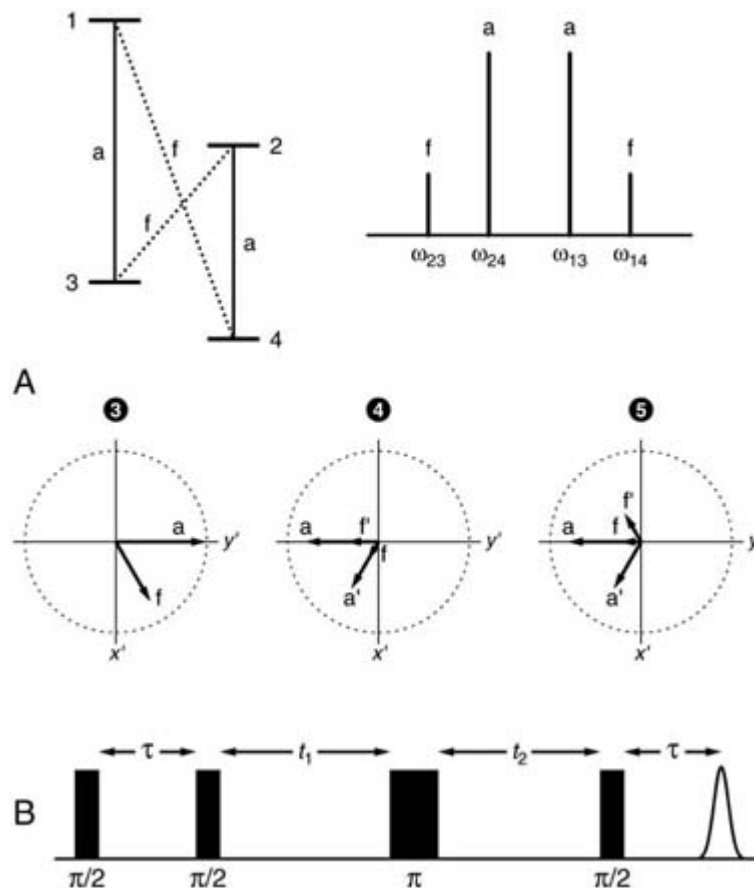 1
a
a
2
f
a
f
f
f
a
3
4
ω23 ω24 ω13 ω14
A
3 4 5
a y' a f' y' f' y
a f
f
f a' a'
x' x' x'
τ t1 t2 τ
B
π/2 π/2 π π/2